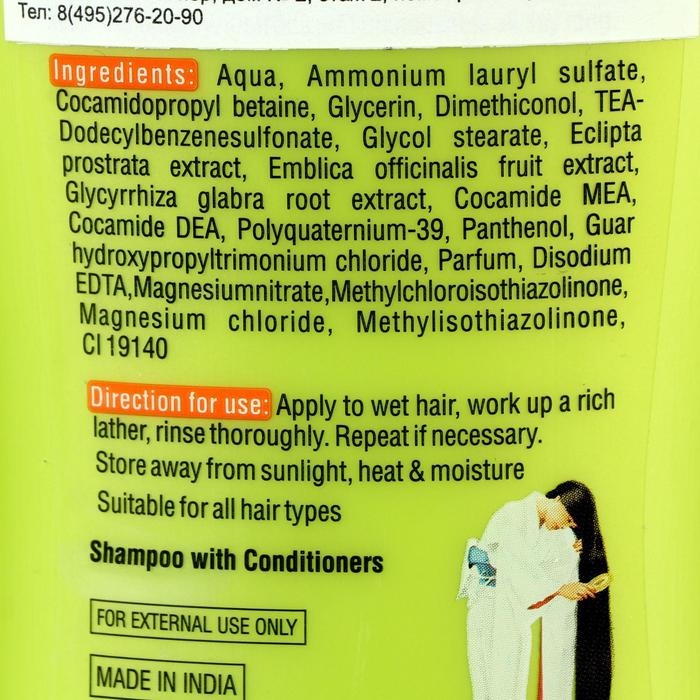 Тел: 8(495)276-20-90
Ingredients: Aqua, Ammonium lauryl sulfate,
Cocamidopropyl betaine, Glycerin, Dimethiconol, TEA-
Dodecylbenzenesulfonate, Glycol stearate, Eclipta
prostrata extract, Emblica officinalis fruit extract,
Glycyrrhiza glabra root extract, Cocamide MEA,
Cocamide DEA, Polyquaternium-39, Panthenol, Guar
hydroxypropyltrimonium chloride, Parfum, Disodium
EDTA,Magnesiumnitrate,Methylchloroisothiazolinone,
Magnesium chloride, Methylisothiazolinone,
CI 19140
Direction for use: Apply to wet hair, work up a rich
lather, rinse thoroughly. Repeat if necessary.
Store away from sunlight, heat & moisture
Suitable for all hair types
Shampoo with Conditioners
FOR EXTERNAL USE ONLY
MADE IN INDIA